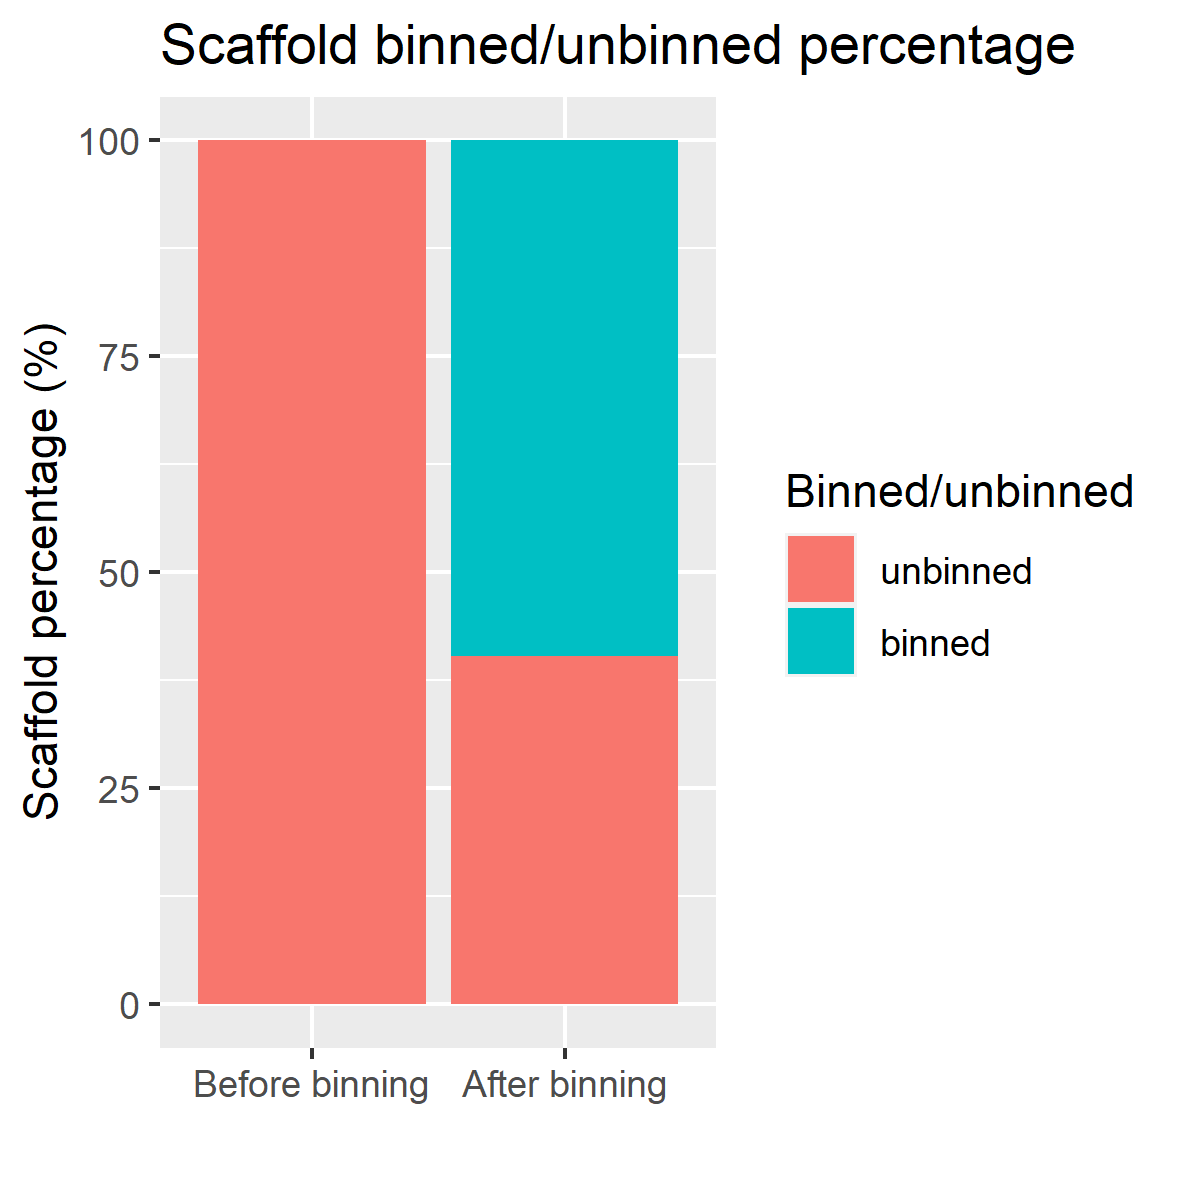 Scaffold binned/unbinned percentage
Scaffold percentage (%)
100
75
50
25
0
Before binning
After binning
Binned/unbinned
unbinned
binned